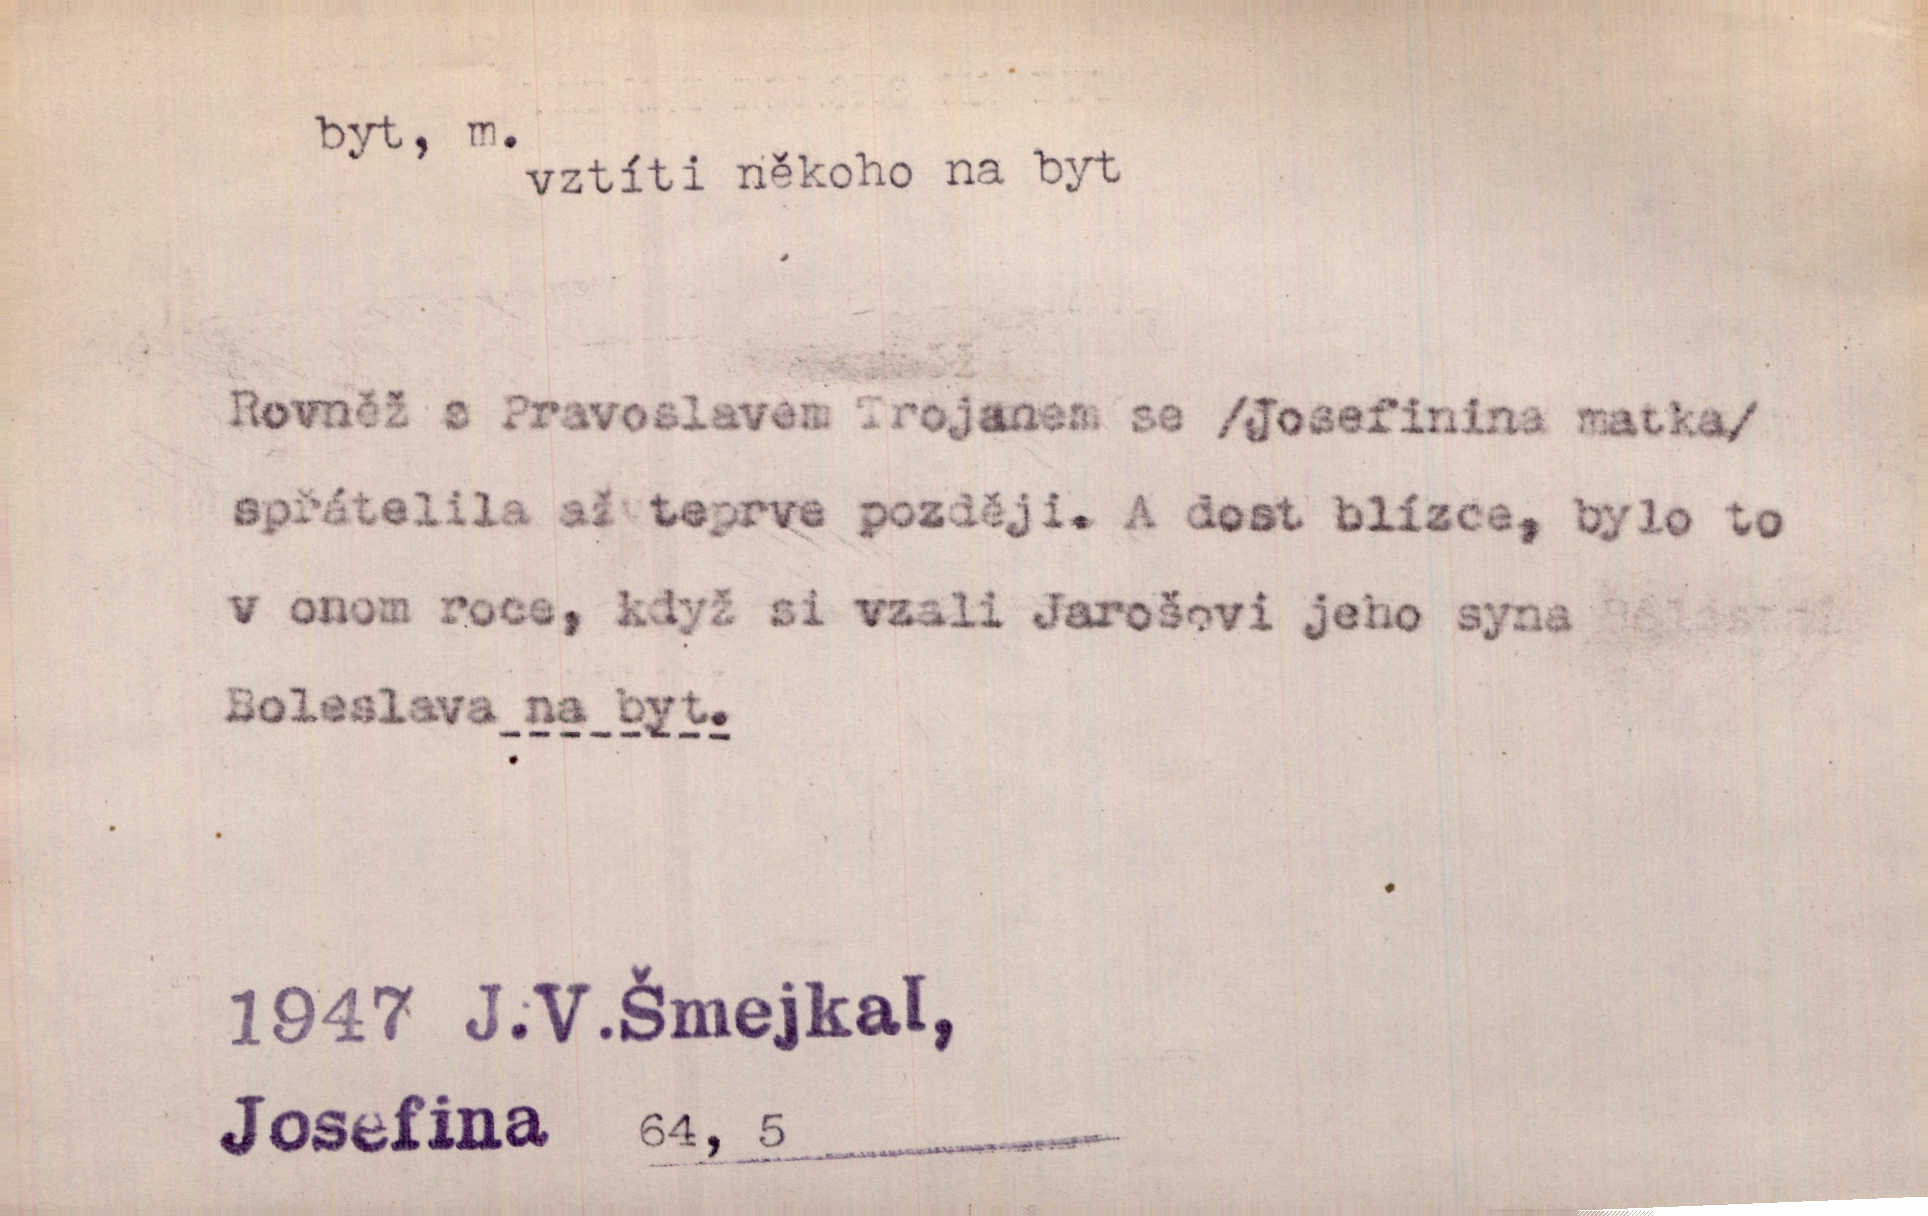 byt, m.
vztíti někoho na byt
Rovněž s Pravoslavem Trojanem se /Josefinina matka/
spřátelila až teprve později. A dost blízce, bylo to
v onom roce, když si vzali Jarošovi jeho syna
Boleslava na byt.
1947 J.V.Šmejkal,
Josefina 64, 5